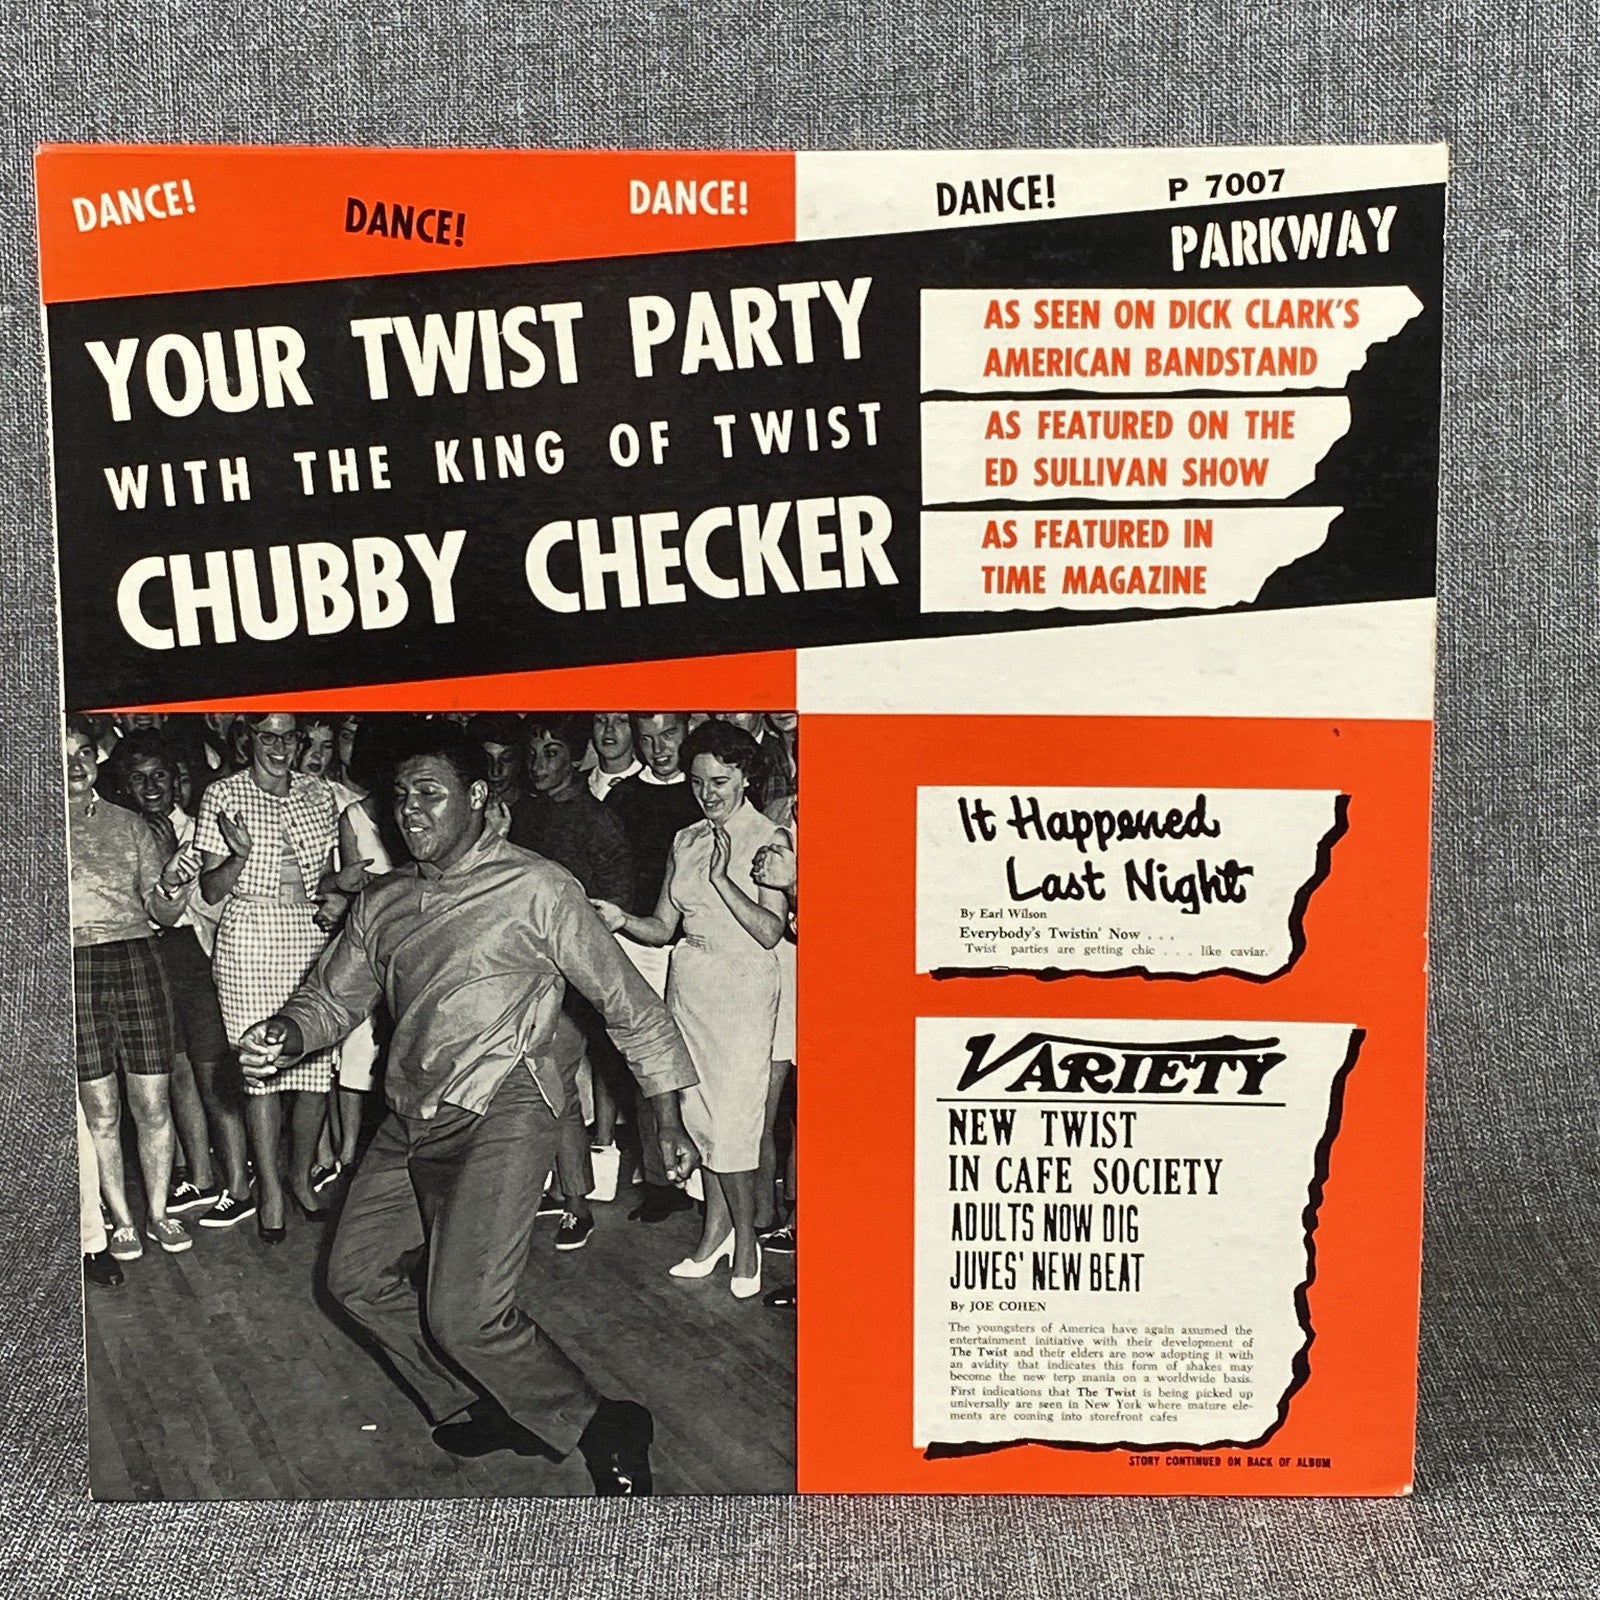 DANCE!
DANCE!
DANCE!
DANCE!
P 7007
PARKWAY
YOUR TWIST PARTY
WITH THE KING OF TWIST
CHUBBY CHECKER
AS SEEN ON DICK CLARK'S
AMERICAN BANDSTAND
AS FEATURED ON THE
ED SULLIVAN SHOW
AS FEATURED IN
TIME MAGAZINE
It Happened
Last Night
By Earl Wilson
Everybody's Twistin' Now . . .
Twist parties are getting chic . . . like caviar.
VARIETY
NEW TWIST
IN CAFE SOCIETY
ADULTS NOW DIG
JUVES' NEW BEAT
By JOE COHEN
The youngsters of America have again assumed the
entertainment initiative with their development of
The Twist and their elders are now adopting it with
an avidity that indicates this form of shakes may
become the new terp mania on a worldwide basis.
First indications that The Twist is being picked up
universally are seen in New York where mature ele-
ments are coming into storefront cafes
STORY CONTINUED ON BACK OF ALBUM